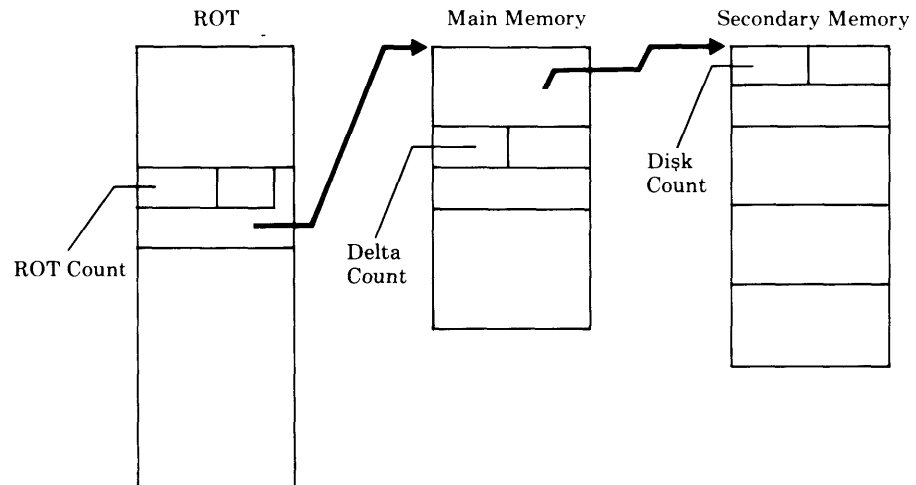 ROT
Main Memory
Secondary Memory
ROT Count
Delta
Count
Disk
Count